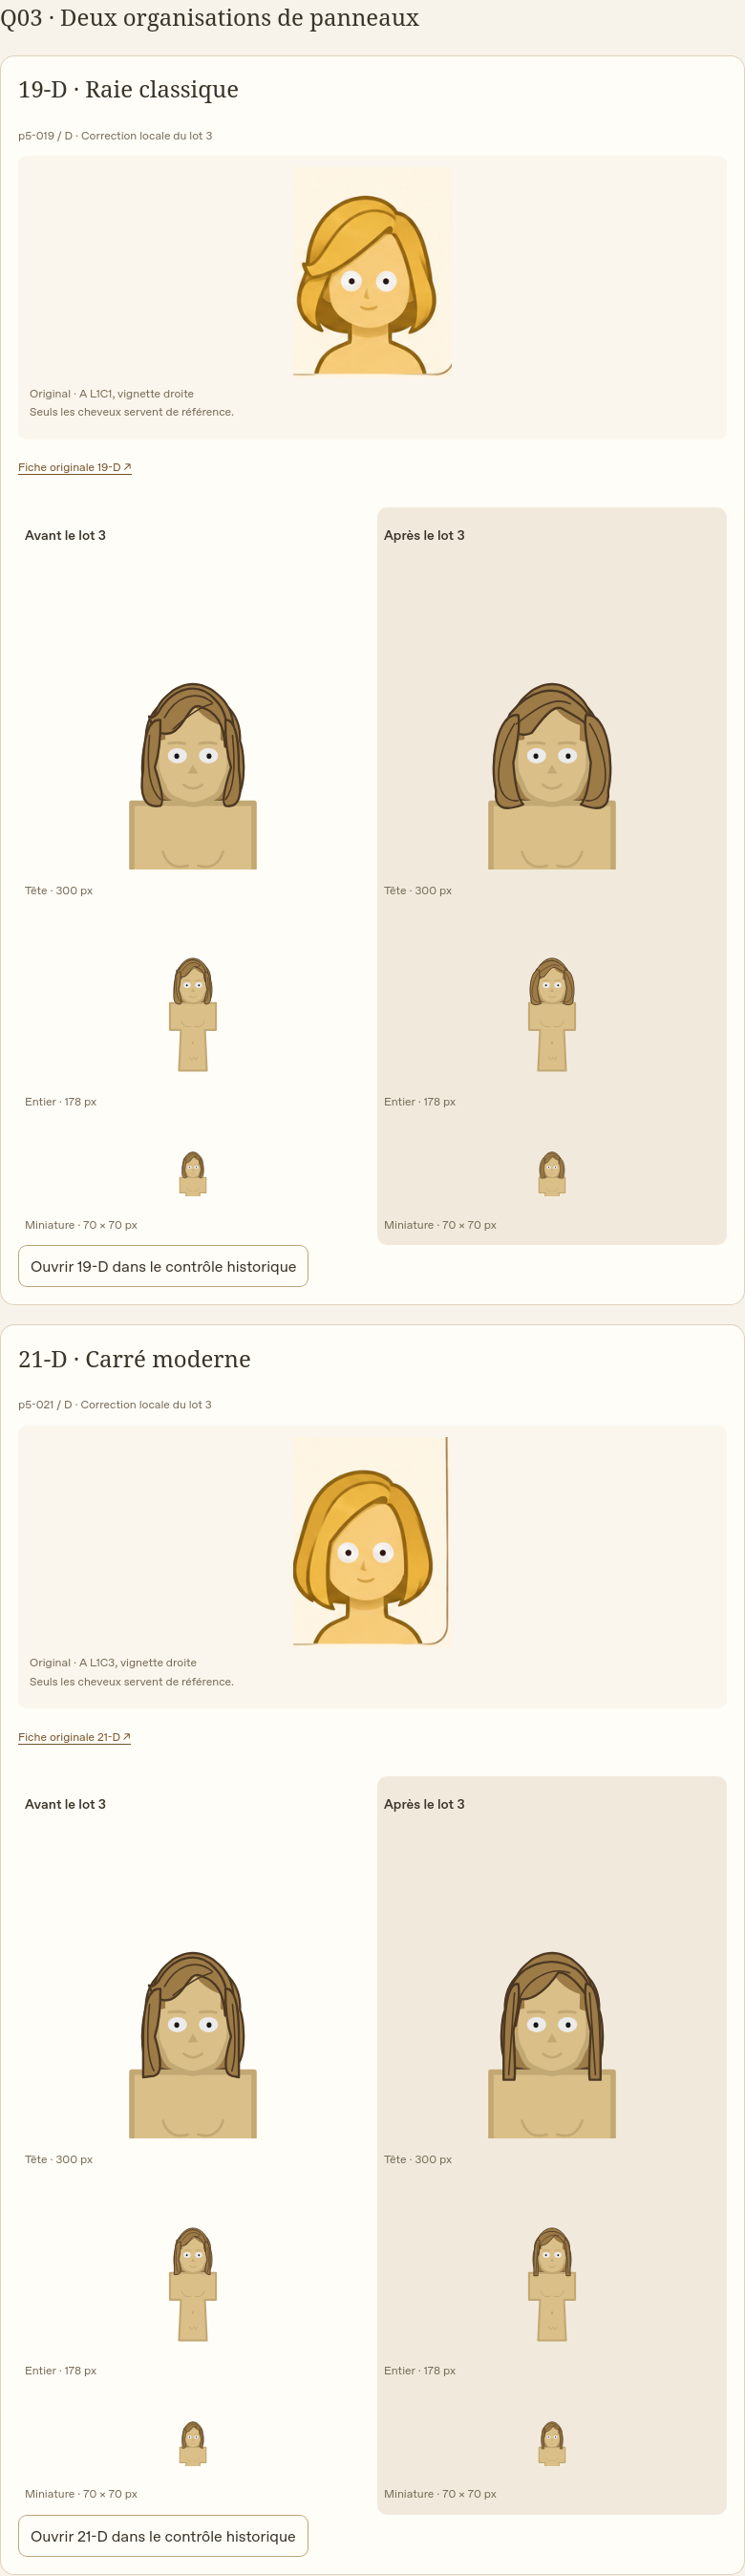 Q03 · Deux organisations de panneaux
19-D · Raie classique
p5-019 / D · Correction locale du lot 3
Original · A L1C1, vignette droite
Seuls les cheveux servent de référence.
Fiche originale 19-D ↗
Avant le lot 3
Après le lot 3
Tête · 300 px
Tête · 300 px
Entier · 178 px
Entier · 178 px
Miniature · 70 × 70 px
Miniature · 70 × 70 px
Ouvrir 19-D dans le contrôle historique
21-D · Carré moderne
p5-021 / D · Correction locale du lot 3
Original · A L1C3, vignette droite
Seuls les cheveux servent de référence.
Fiche originale 21-D ↗
Avant le lot 3
Après le lot 3
Tête · 300 px
Tête · 300 px
Entier · 178 px
Entier · 178 px
Miniature · 70 × 70 px
Miniature · 70 × 70 px
Ouvrir 21-D dans le contrôle historique